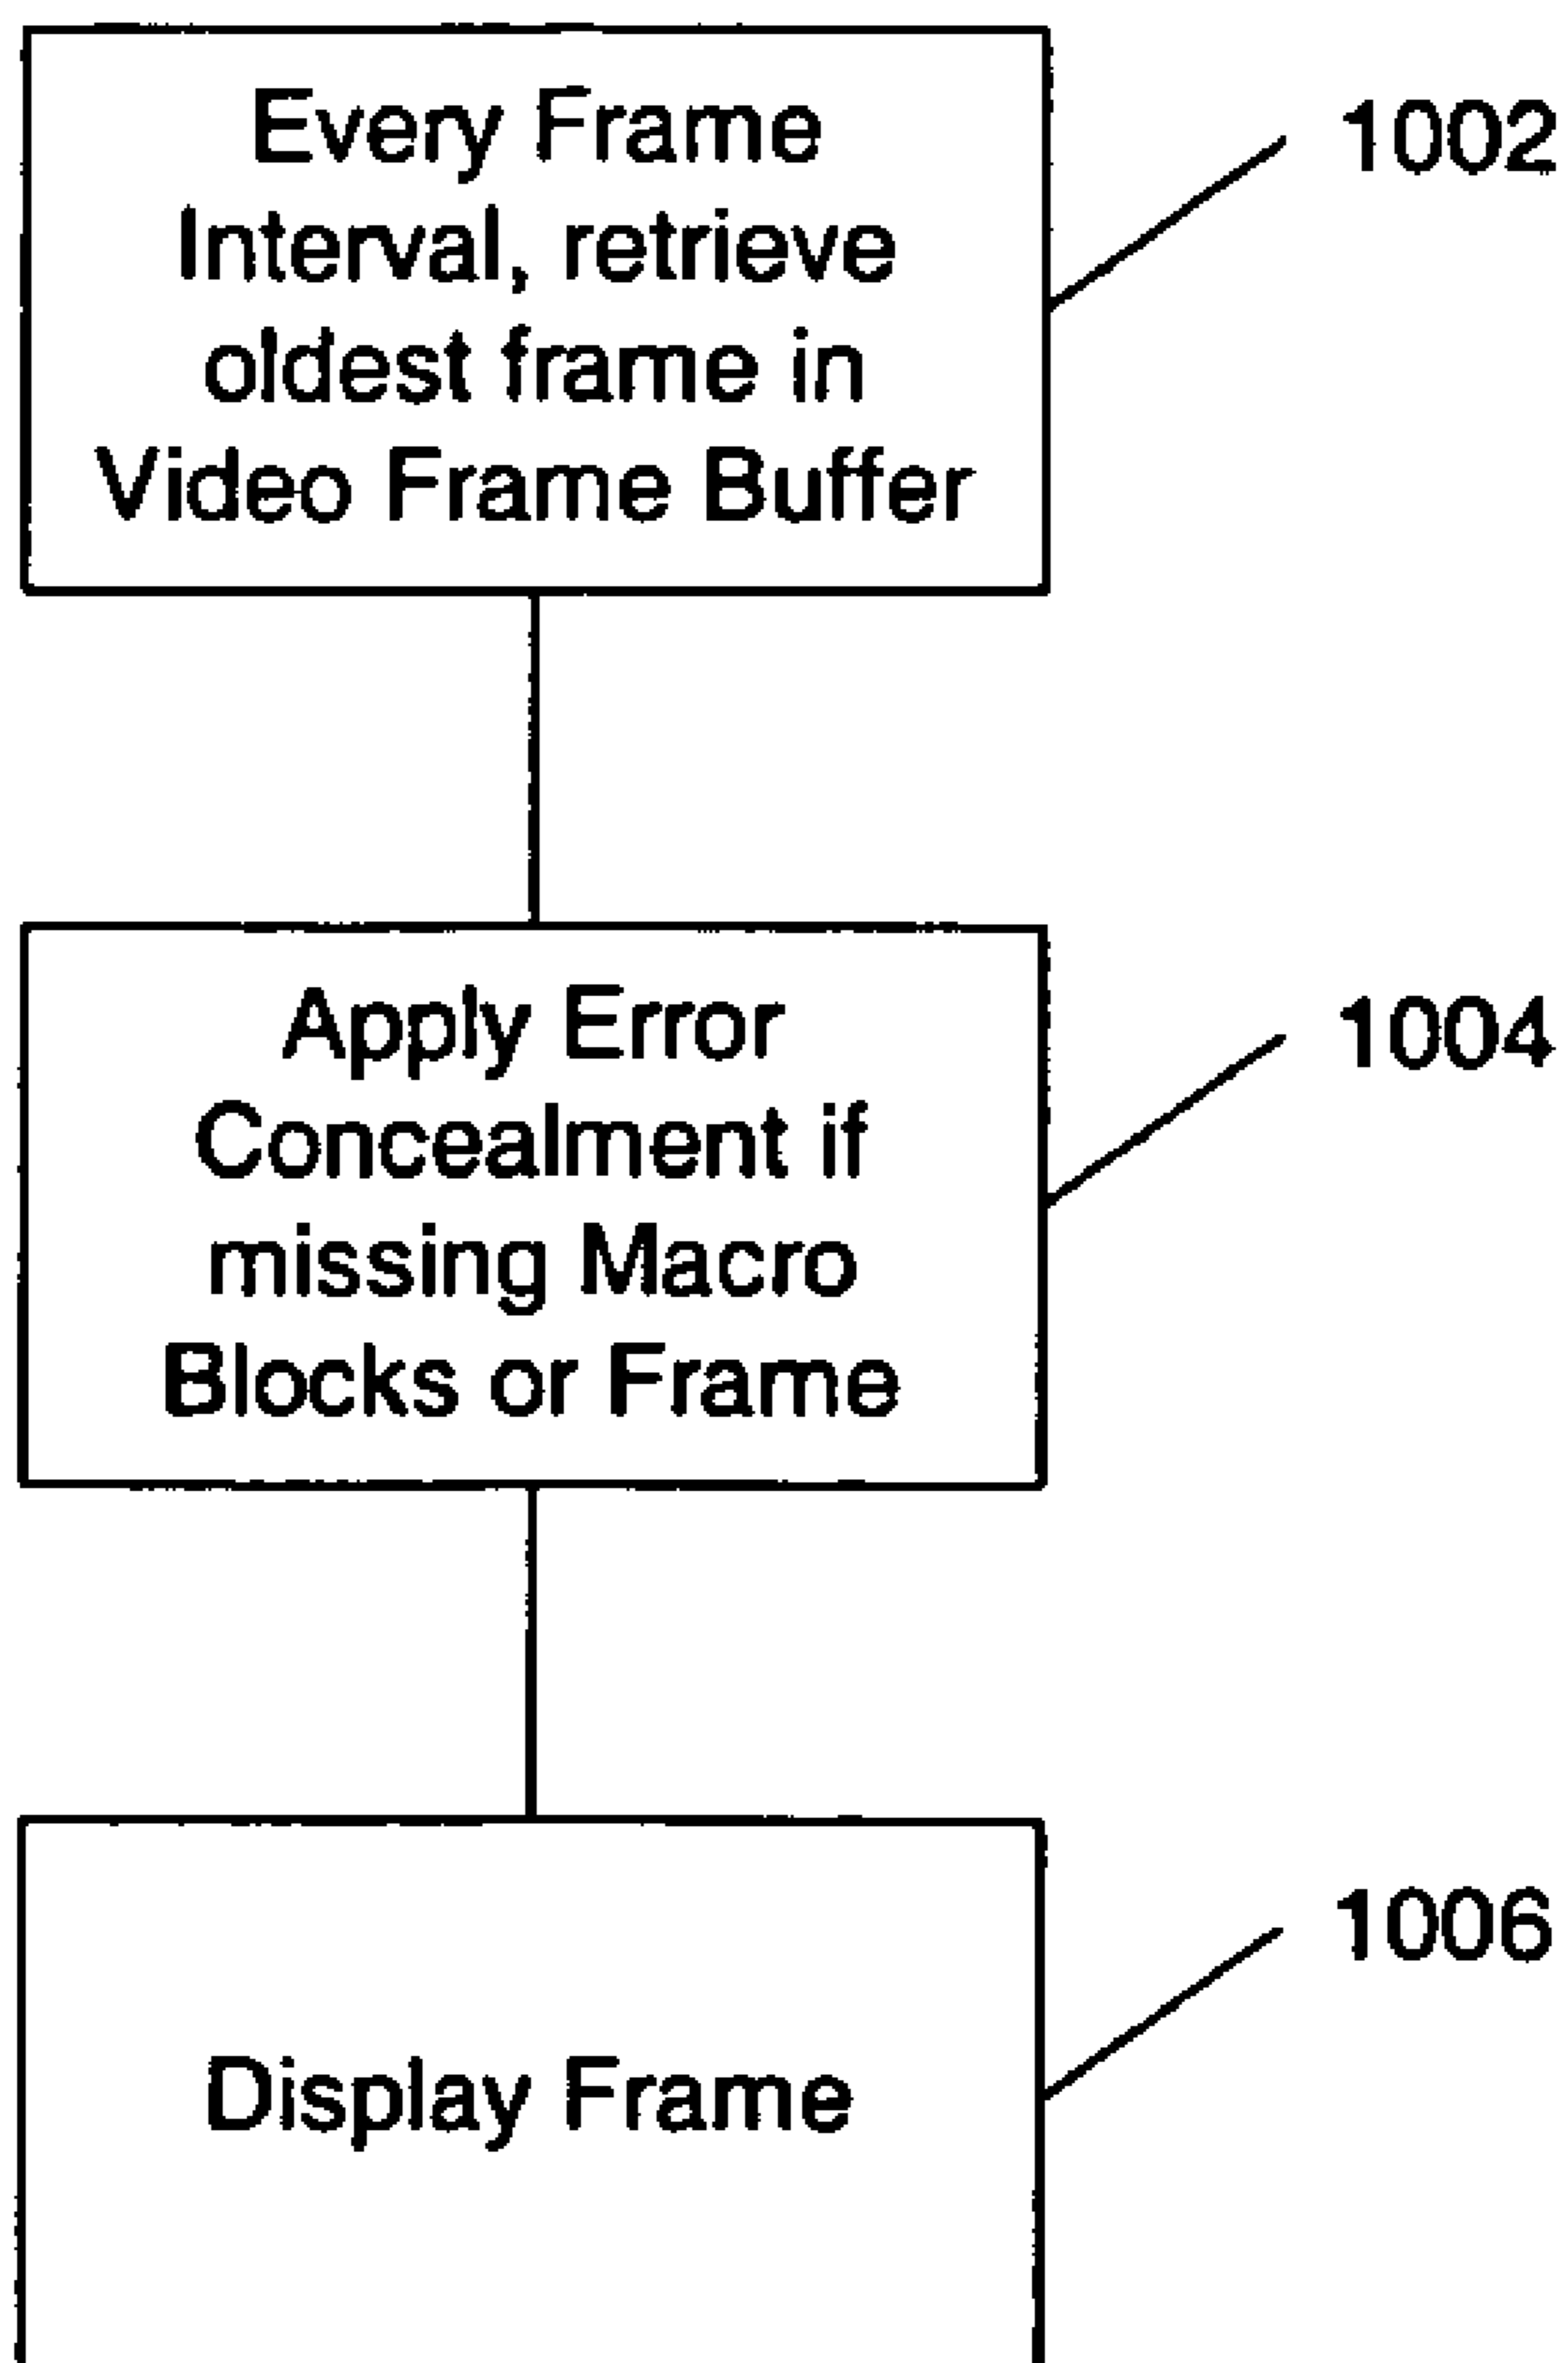 Every Frame
Interval, retrieve
oldest frame in
Video Frame Buffer
1002
Apply Error
Concealment if
missing Macro
Blocks or Frame
1004
Display Frame
1006